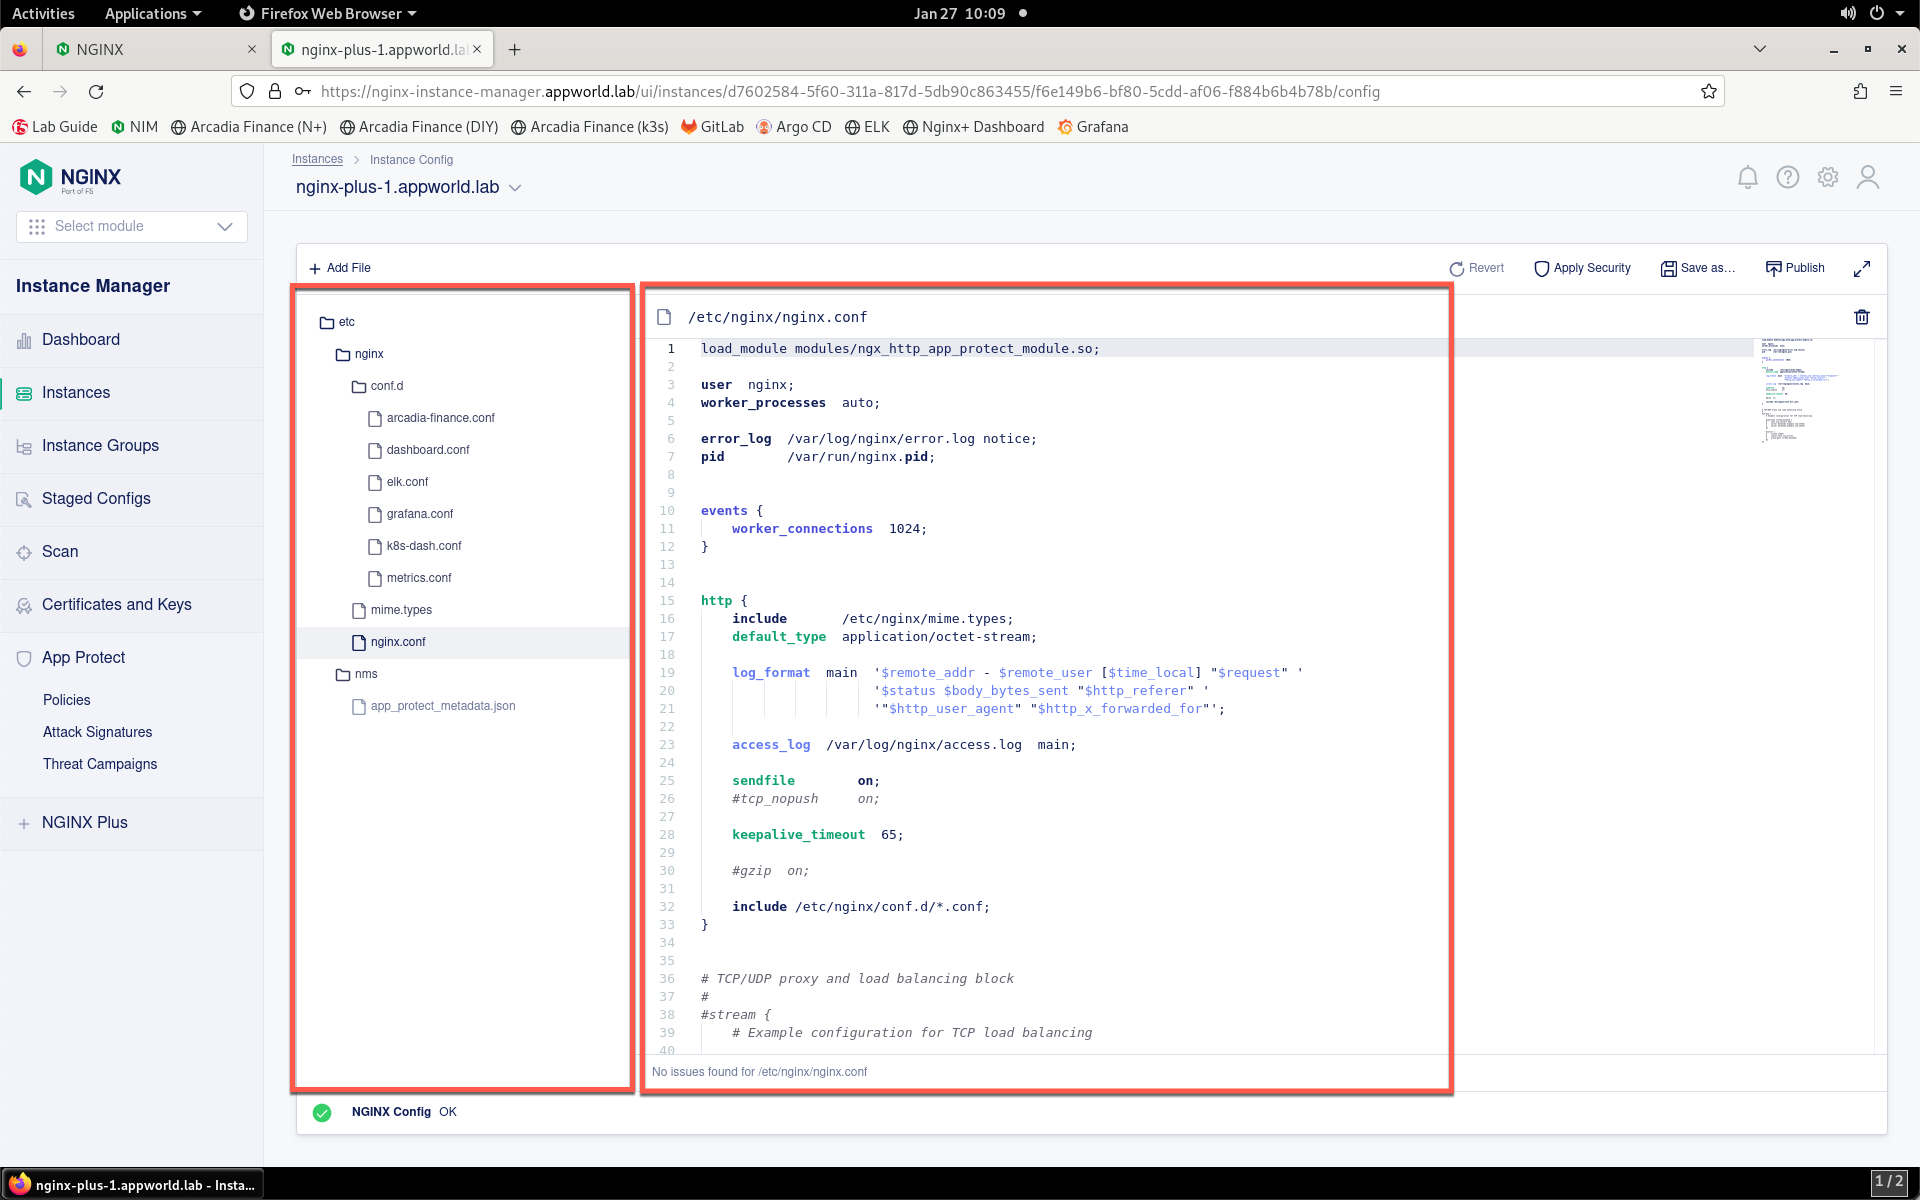 Activities Applications Firefox Web Browser Jan 27 10:09
NGINX
nginx-plus-1.appworld.la
https://nginx-instance-manager.appworld.lab/ui/instances/d7602584-5f60-311a-817d-5db90c863455/f6e149b6-bf80-5cdd-af06-f884b6b4b78b/config
Lab Guide NIM Arcadia Finance (N+) Arcadia Finance (DIY) Arcadia Finance (k3s) GitLab Argo CD ELK Nginx+ Dashboard Grafana
NGINX
Part of F5
Select module
Instance Manager
Dashboard
Instances
Instance Groups
Staged Configs
Scan
Certificates and Keys
App Protect
Policies
Attack Signatures
Threat Campaigns
NGINX Plus
Instances > Instance Config
nginx-plus-1.appworld.lab
Add File Revert Apply Security Save as... Publish
etc
nginx
conf.d
arcadia-finance.conf
dashboard.conf
elk.conf
grafana.conf
k8s-dash.conf
metrics.conf
mime.types
nginx.conf
nms
app_protect_metadata.json
/etc/nginx/nginx.conf
1 load_module modules/ngx_http_app_protect_module.so;
2
3 user  nginx;
4 worker_processes  auto;
5
6 error_log  /var/log/nginx/error.log notice;
7 pid        /var/run/nginx.pid;
8
9
10 events {
11     worker_connections  1024;
12 }
13
14
15 http {
16     include       /etc/nginx/mime.types;
17     default_type  application/octet-stream;
18
19     log_format  main  '$remote_addr - $remote_user [$time_local] "$request" '
20                       '$status $body_bytes_sent "$http_referer" '
21                       '"$http_user_agent" "$http_x_forwarded_for"';
22
23     access_log  /var/log/nginx/access.log  main;
24
25     sendfile        on;
26     #tcp_nopush     on;
27
28     keepalive_timeout  65;
29
30     #gzip  on;
31
32     include /etc/nginx/conf.d/*.conf;
33 }
34
35
36 # TCP/UDP proxy and load balancing block
37 #
38 #stream {
39     # Example configuration for TCP load balancing
40
No issues found for /etc/nginx/nginx.conf
NGINX Config OK
nginx-plus-1.appworld.lab - Insta...
1 / 2